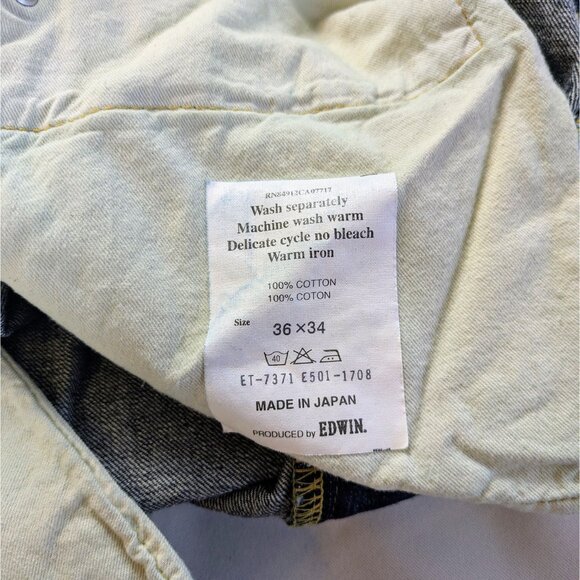 RN84912CA07717
Wash separately
Machine wash warm
Delicate cycle no bleach
Warm iron
100% COTTON
100% COTON
Size 36×34
40
ET-7371 E501-1708
MADE IN JAPAN
PRODUCED by EDWIN.